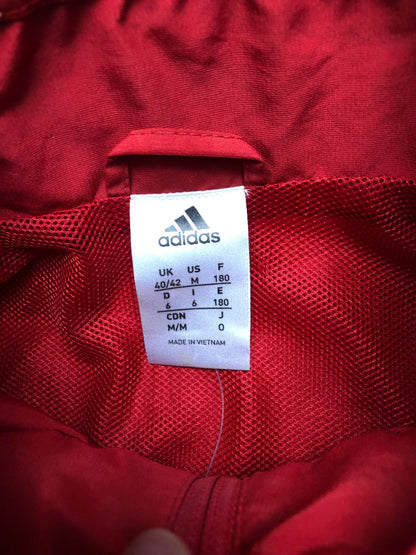 adidas
UK US F
40/42 M 180
D I E
6 6 180
CDN J
M/M O
MADE IN VIETNAM